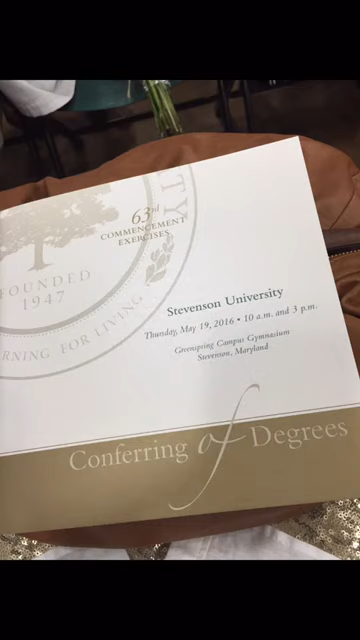 TY
63rd
COMMENCEMENT
EXERCISES
FOUNDED
1947
RNING FOR LIVING
Stevenson University
Thursday, May 19, 2016 • 10 a.m. and 3 p.m.
Greenspring Campus Gymnasium
Stevenson, Maryland
Conferring of Degrees